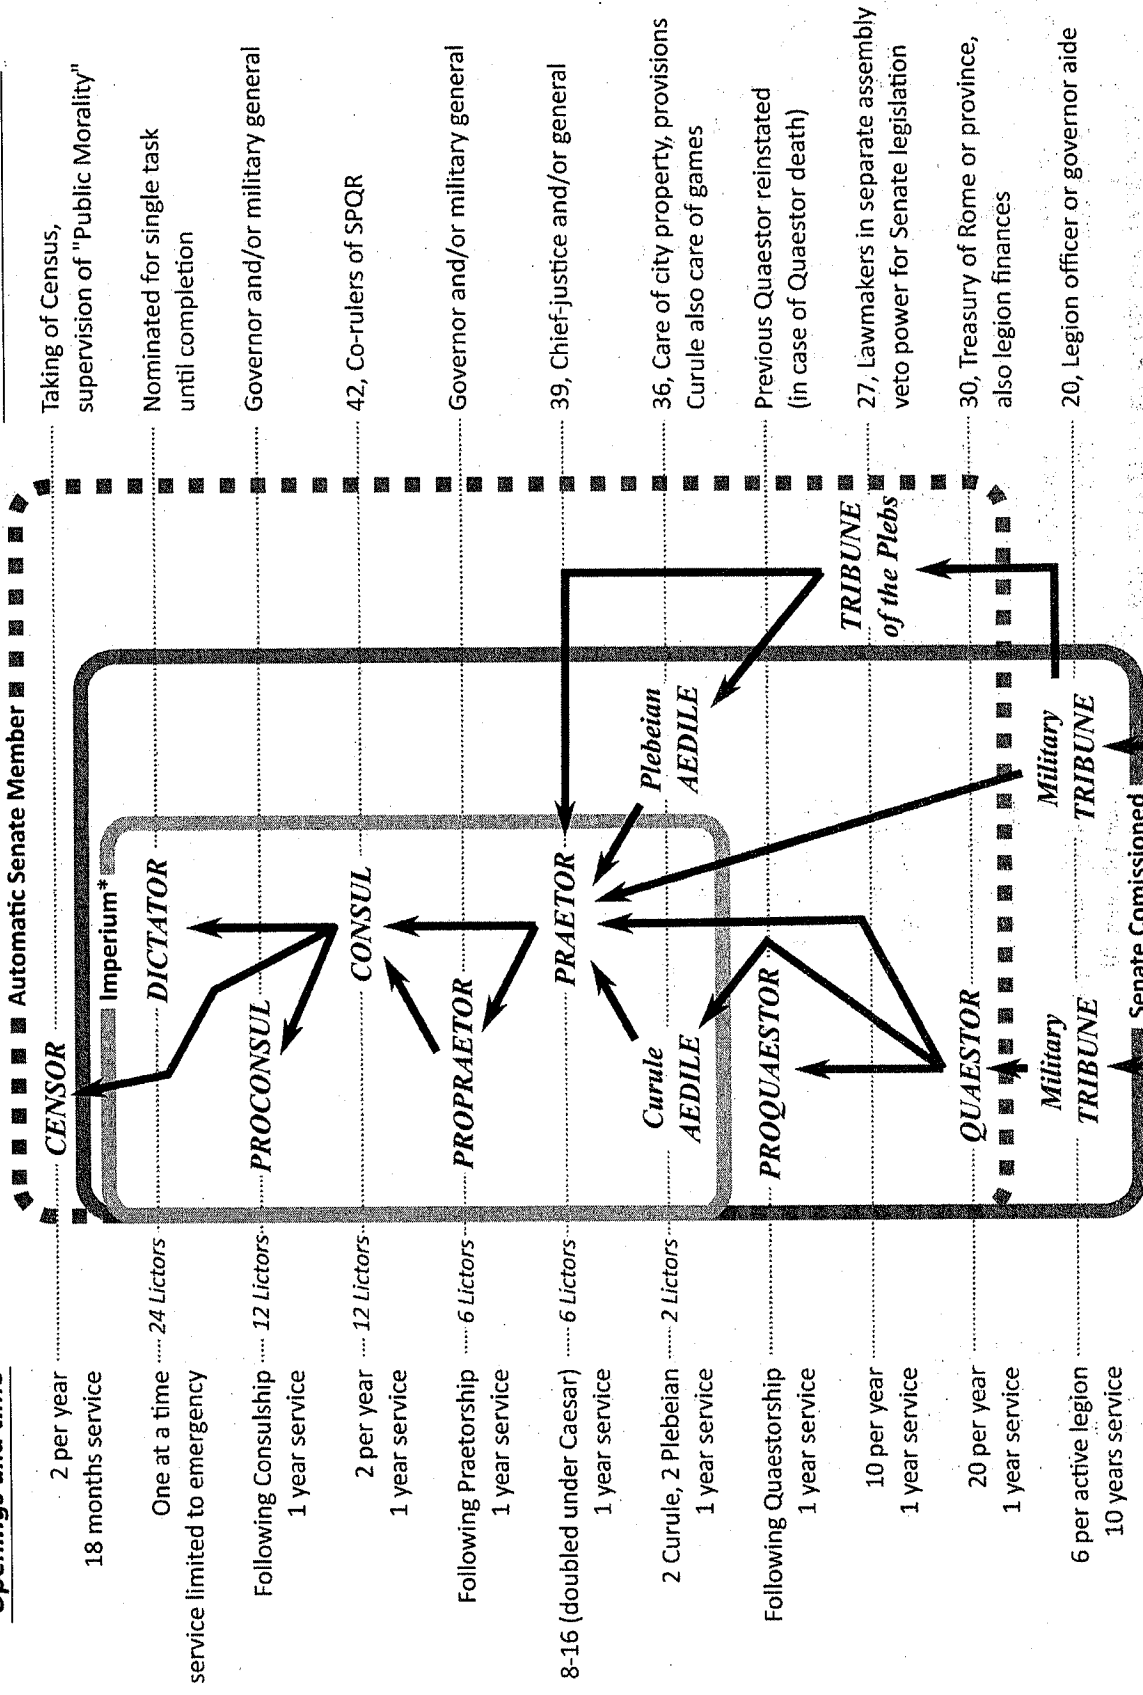 Openings and time
Automatic Senate Member
2 per year
18 months service
CENSOR
Taking of Census,
supervision of "Public Morality"
Imperium*
One at a time
service limited to emergency
24 Lictors
DICTATOR
Nominated for single task
until completion
Following Consulship
1 year service
12 Lictors
PROCONSUL
Governor and/or military general
2 per year
1 year service
12 Lictors
CONSUL
42, Co-rulers of SPQR
Following Praetorship
1 year service
6 Lictors
PROPRAETOR
Governor and/or military general
8-16 (doubled under Caesar)
1 year service
6 Lictors
PRAETOR
39, Chief-justice and/or general
2 Curule, 2 Plebeian
1 year service
2 Lictors
Curule
AEDILE
Plebeian
AEDILE
36, Care of city property, provisions
Curule also care of games
Following Quaestorship
1 year service
PROQUAESTOR
Previous Quaestor reinstated
(in case of Quaestor death)
10 per year
1 year service
TRIBUNE
of the Plebs
27, Lawmakers in separate assembly
veto power for Senate legislation
20 per year
1 year service
QUAESTOR
30, Treasury of Rome or province,
also legion finances
6 per active legion
10 years service
Military
TRIBUNE
Military
TRIBUNE
20, Legion officer or governor aide
Senate Comissioned